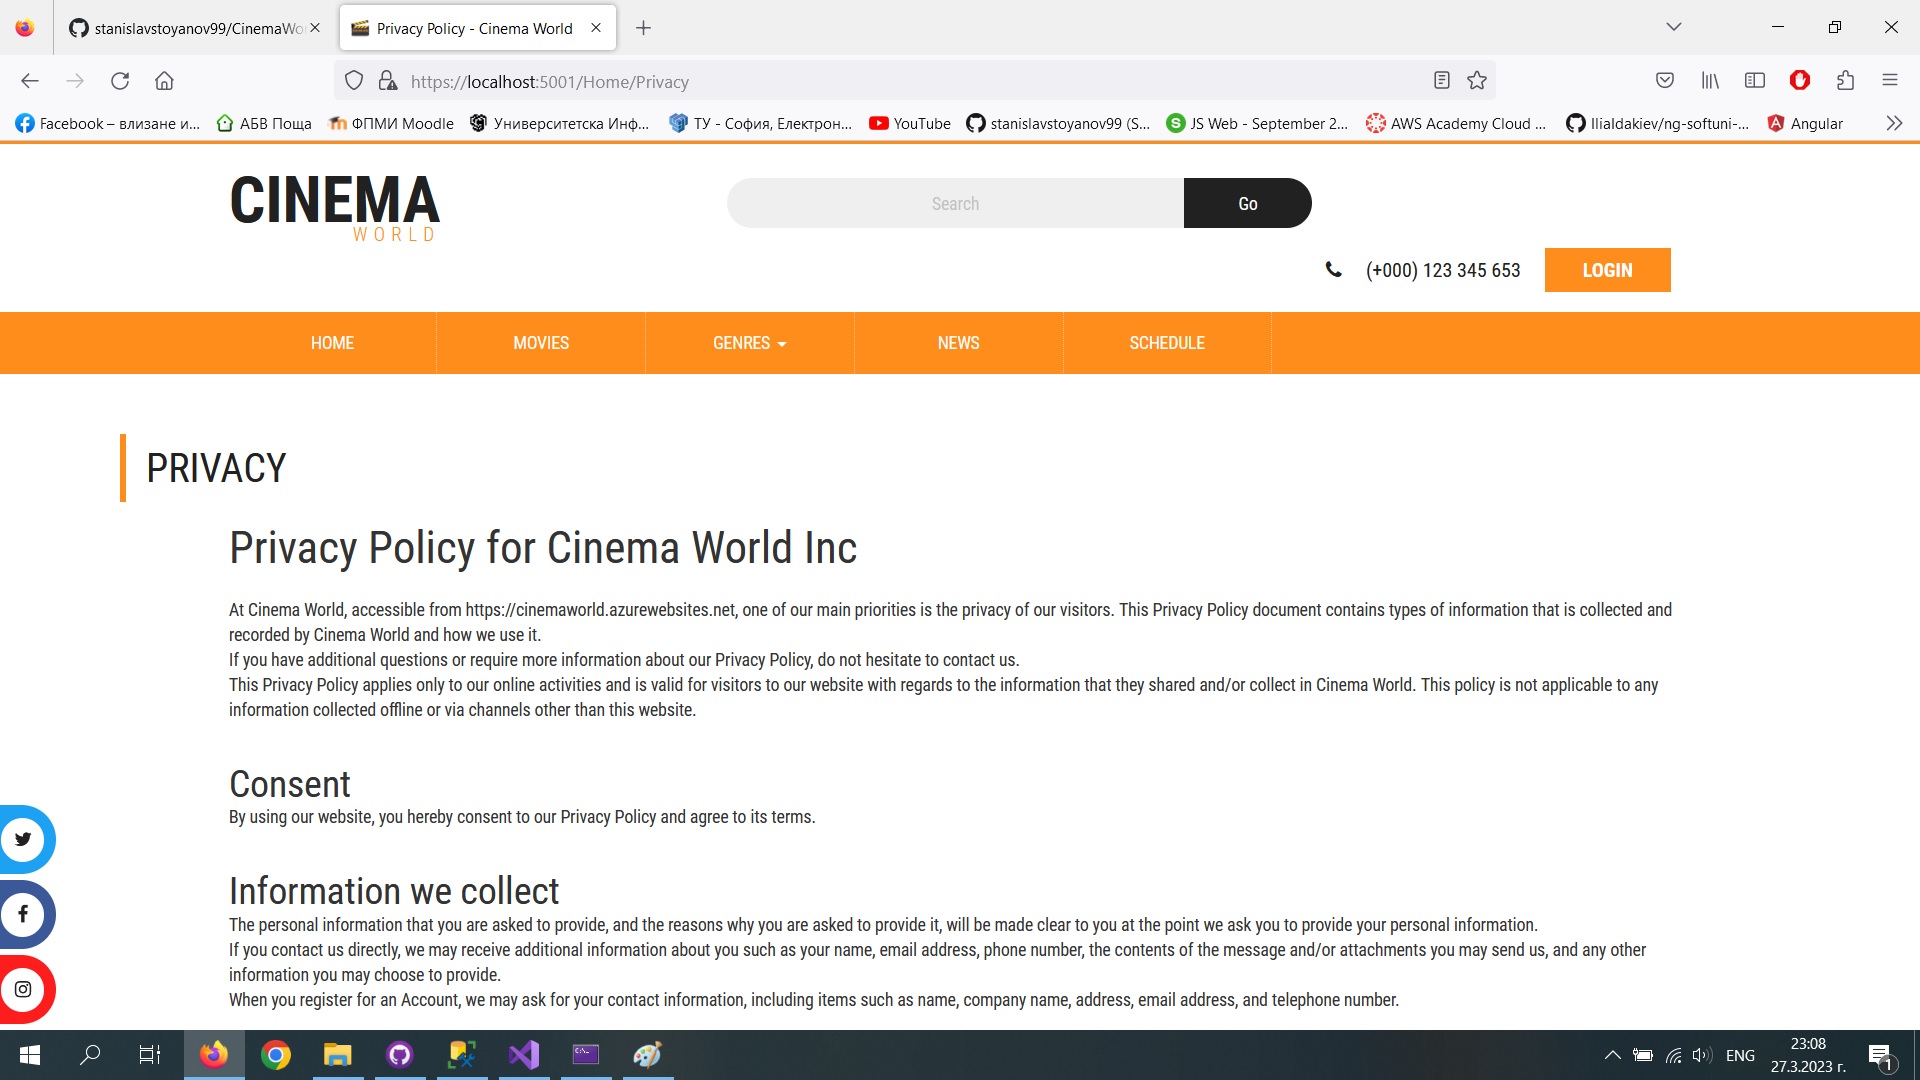 stanislavstoyanov99/CinemaWo
Privacy Policy - Cinema World
https://localhost:5001/Home/Privacy
Facebook – влизане и...
АБВ Поща
ФПМИ Moodle
Университетска Инф...
ТУ - София, Електрон...
YouTube
stanislavstoyanov99 (S...
JS Web - September 2...
AWS Academy Cloud ...
IliaIdakiev/ng-softuni-...
Angular
CINEMA
WORLD
Search
Go
(+000) 123 345 653
LOGIN
HOME
MOVIES
GENRES
NEWS
SCHEDULE
PRIVACY
Privacy Policy for Cinema World Inc
At Cinema World, accessible from https://cinemaworld.azurewebsites.net, one of our main priorities is the privacy of our visitors. This Privacy Policy document contains types of information that is collected and
recorded by Cinema World and how we use it.
If you have additional questions or require more information about our Privacy Policy, do not hesitate to contact us.
This Privacy Policy applies only to our online activities and is valid for visitors to our website with regards to the information that they shared and/or collect in Cinema World. This policy is not applicable to any
information collected offline or via channels other than this website.
Consent
By using our website, you hereby consent to our Privacy Policy and agree to its terms.
Information we collect
The personal information that you are asked to provide, and the reasons why you are asked to provide it, will be made clear to you at the point we ask you to provide your personal information.
If you contact us directly, we may receive additional information about you such as your name, email address, phone number, the contents of the message and/or attachments you may send us, and any other
information you may choose to provide.
When you register for an Account, we may ask for your contact information, including items such as name, company name, address, email address, and telephone number.
ENG
23:08
27.3.2023 г.
1